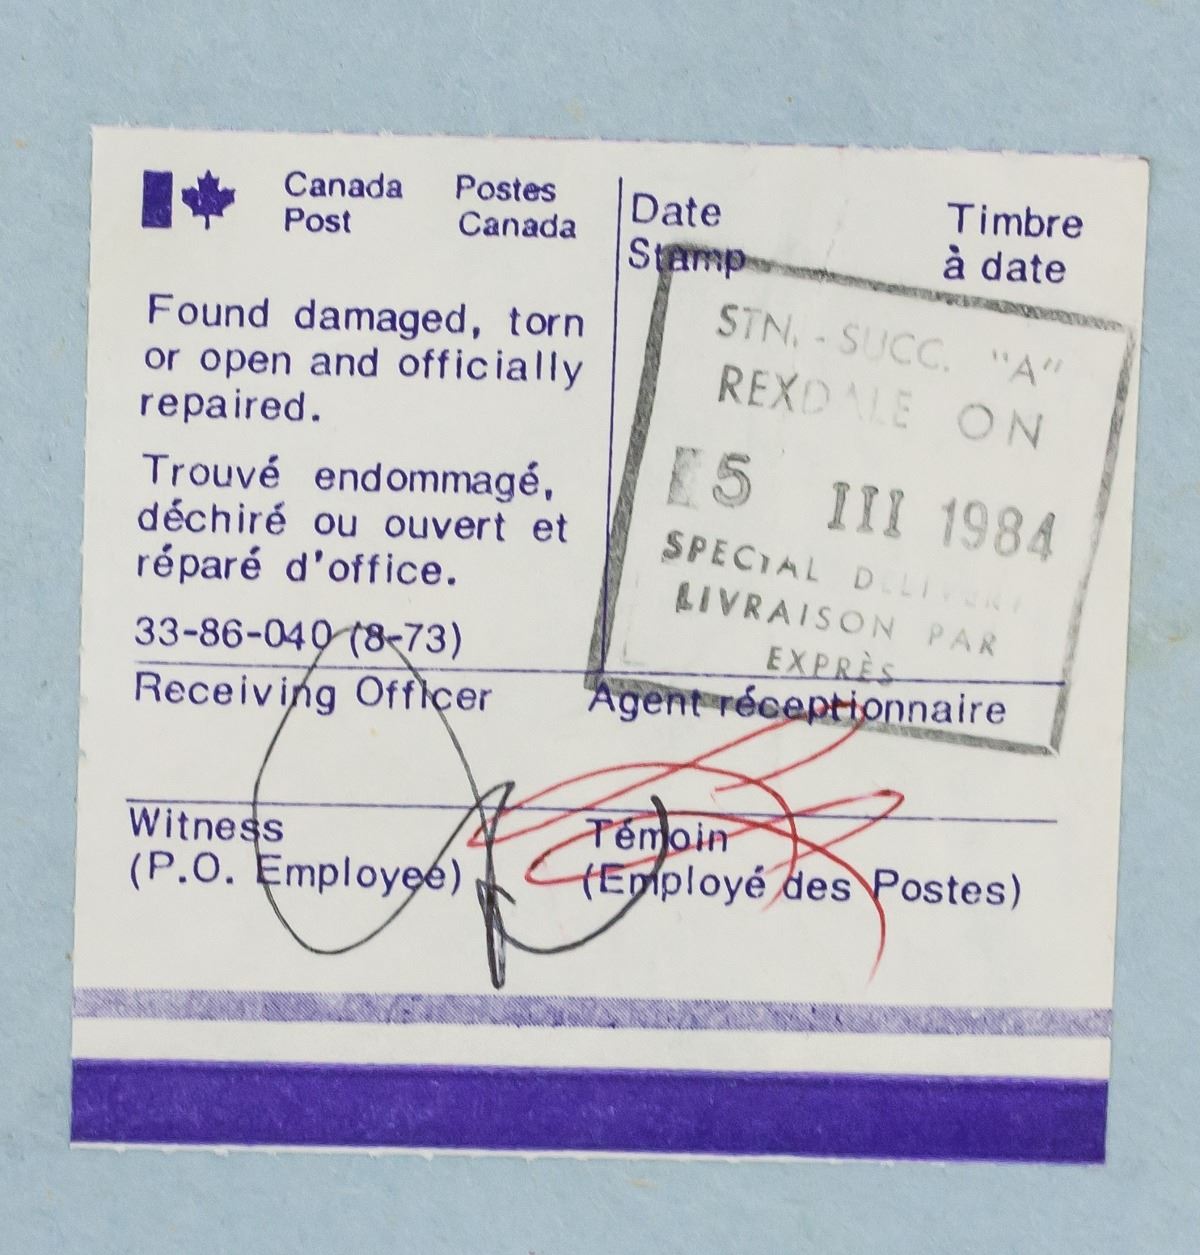 Canada Post
Postes Canada
Date Stamp
Timbre à date
Found damaged, torn
or open and officially
repaired.
Trouvé endommagé,
déchiré ou ouvert et
réparé d'office.
33-86-040 (8-73)
STN. - SUCC. "A"
REXDALE ON
5 III 1984
SPECIAL DELIVERY
LIVRAISON PAR
EXPRÈS
Receiving Officer
Agent réceptionnaire
Witness
(P.O. Employee)
Témoin
(Employé des Postes)